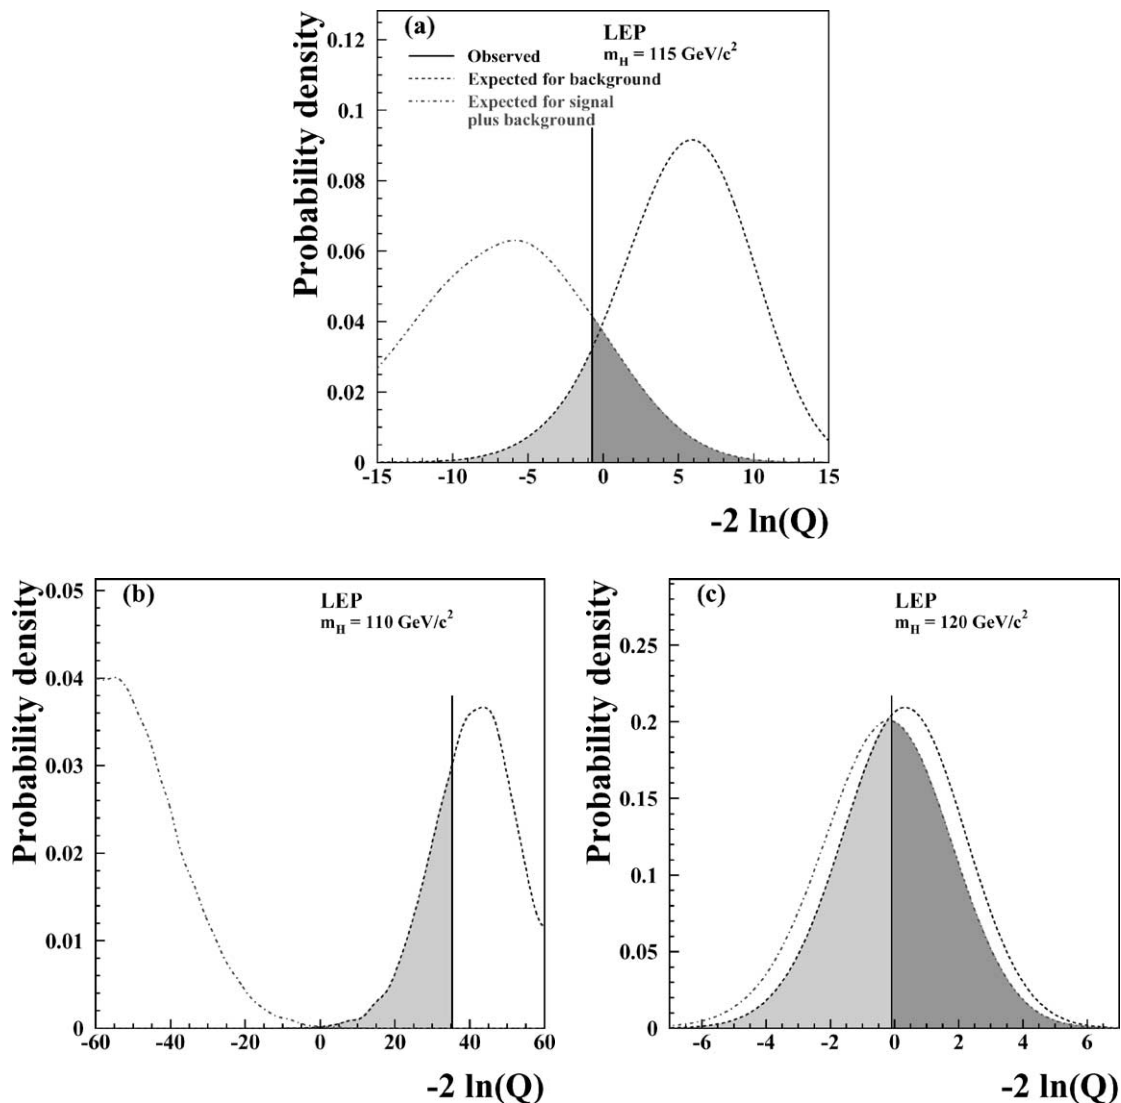 (a)
LEP
m_H = 115 GeV/c²
Observed
Expected for background
Expected for signal
plus background
Probability density
0.12
0.1
0.08
0.06
0.04
0.02
0
-15 -10 -5 0 5 10 15
-2 ln(Q)
(b)
LEP
m_H = 110 GeV/c²
Probability density
0.05
0.04
0.03
0.02
0.01
0
-60 -40 -20 0 20 40 60
-2 ln(Q)
(c)
LEP
m_H = 120 GeV/c²
Probability density
0.25
0.2
0.15
0.1
0.05
0
-6 -4 -2 0 2 4 6
-2 ln(Q)